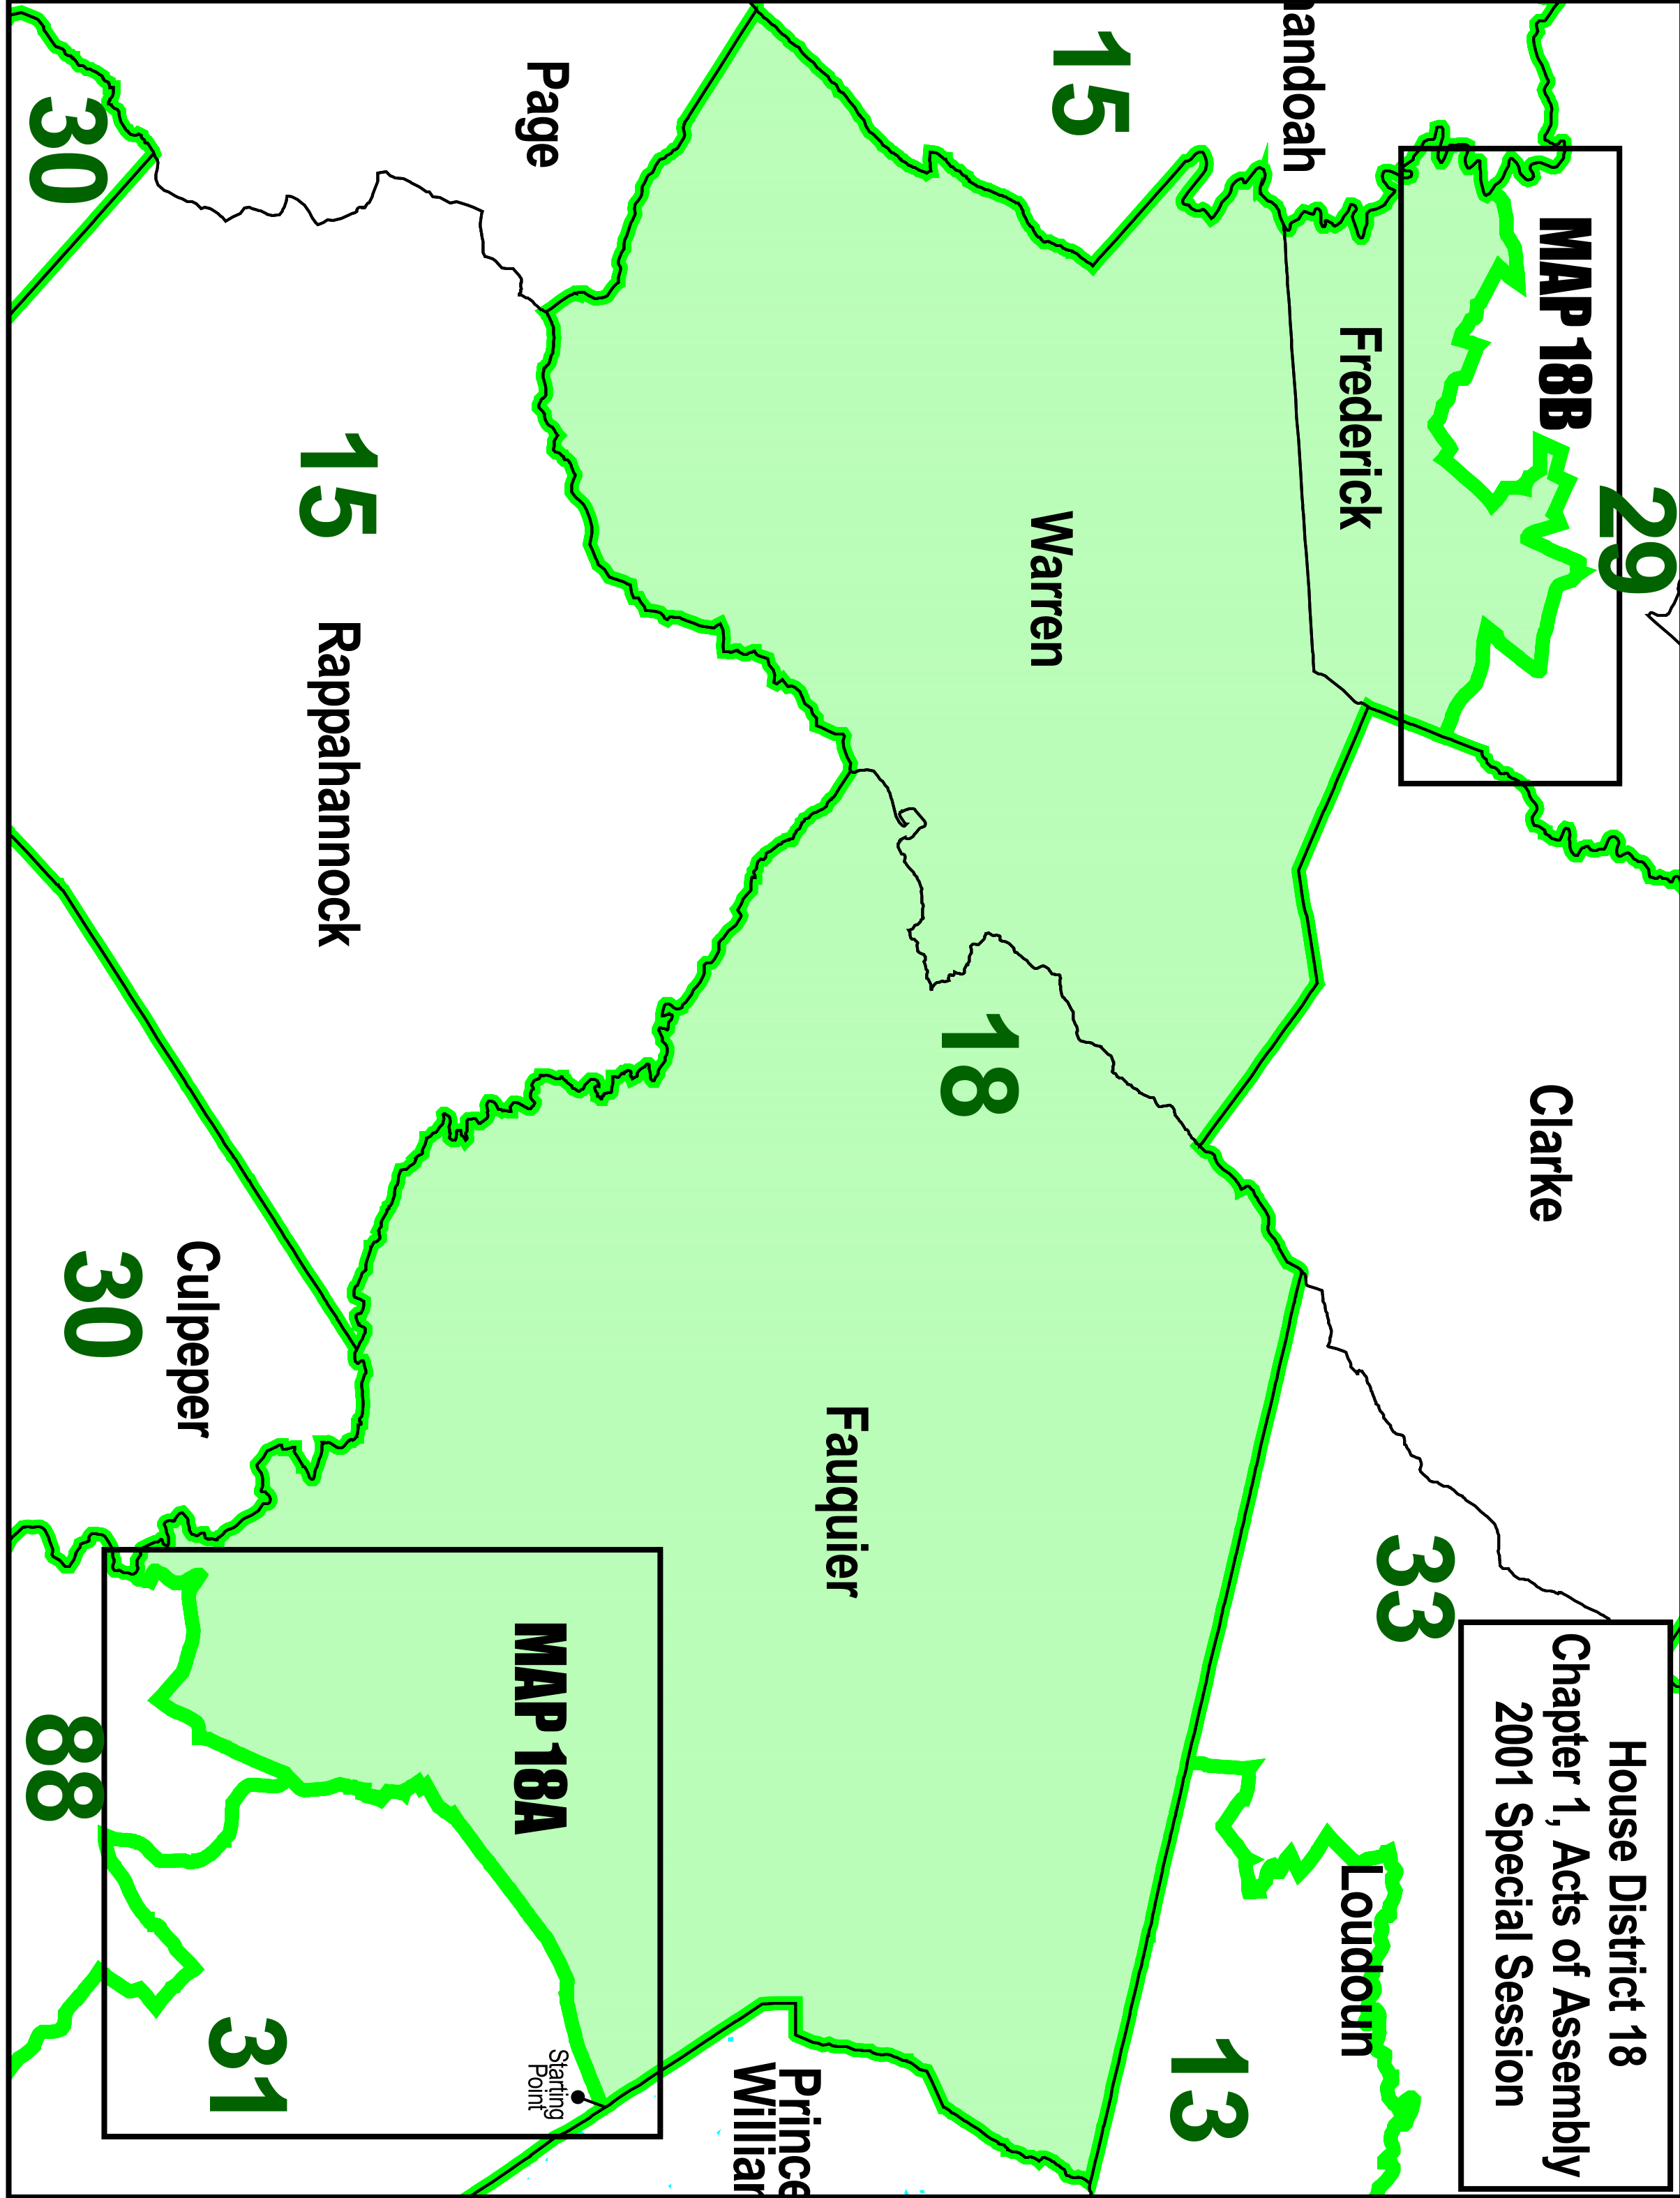 House District 18
Chapter 1, Acts of Assembly
2001 Special Session
MAP 18B
29
Frederick
andoah
15
Warren
Clarke
33
Loudoun
13
18
Page
Fauquier
Prince
William
15
Rappahannock
MAP 18A
Starting
Point
30
Culpeper
30
88
31